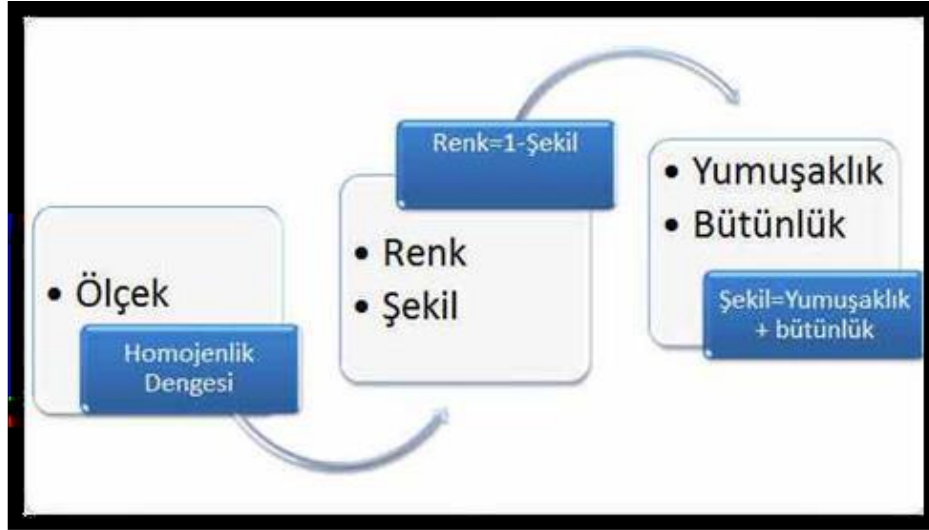 • Ölçek
Homojenlik
Dengesi
Renk=1-Şekil
• Renk
• Şekil
• Yumuşaklık
• Bütünlük
Şekil=Yumuşaklık
+ bütünlük